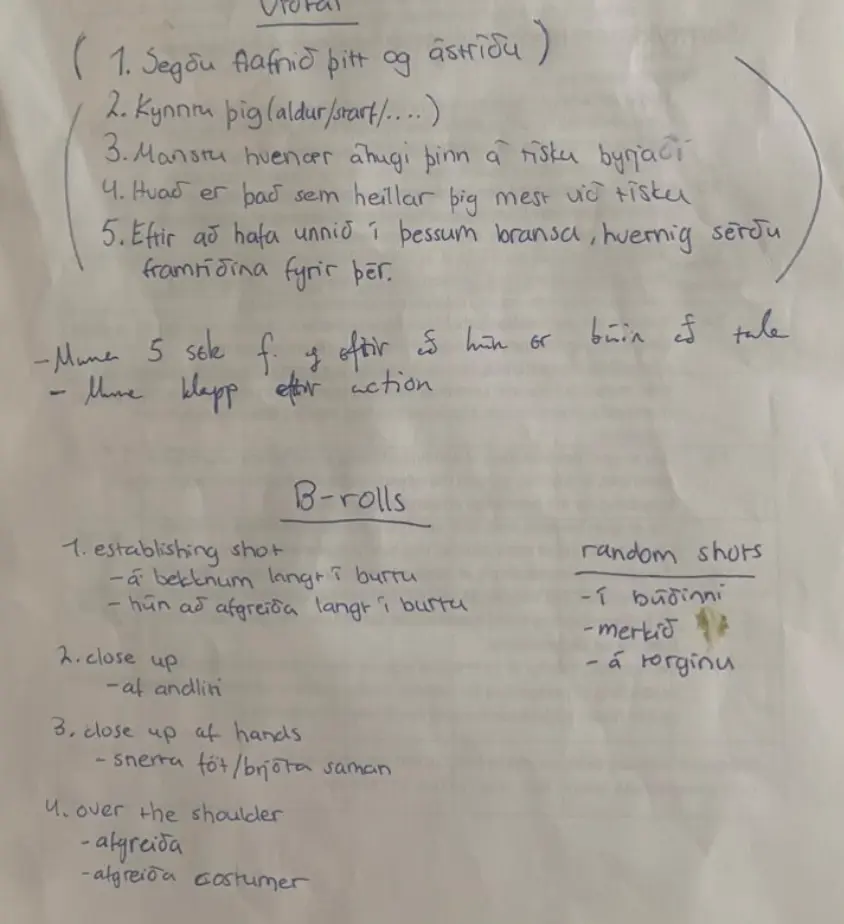 Viðtal
( 1. Segðu flafnið þitt og ástríðu )
2. Kynntu þig (aldur/starf/....)
3. Manstu hvenær áhugi þinn á tísku byrjaði
4. Hvað er það sem heillar þig mest við tísku
5. Eftir að hafa unnið í þessum bransa, hvernig sérðu
framtíðina fyrir þér.
- Muna 5 sek f. og eftir að hún er búin að tala
- Muna klapp eftir action
B-rolls
1. establishing shot
- á bekknum langt í burtu
- hún að afgreiða langt í burtu
2. close up
- af andliti
3. close up af hands
- snerta föt/brjóta saman
4. over the shoulder
- afgreiða
- afgreiða costumer
random shots
- í búðinni
- merkið
- á torginu